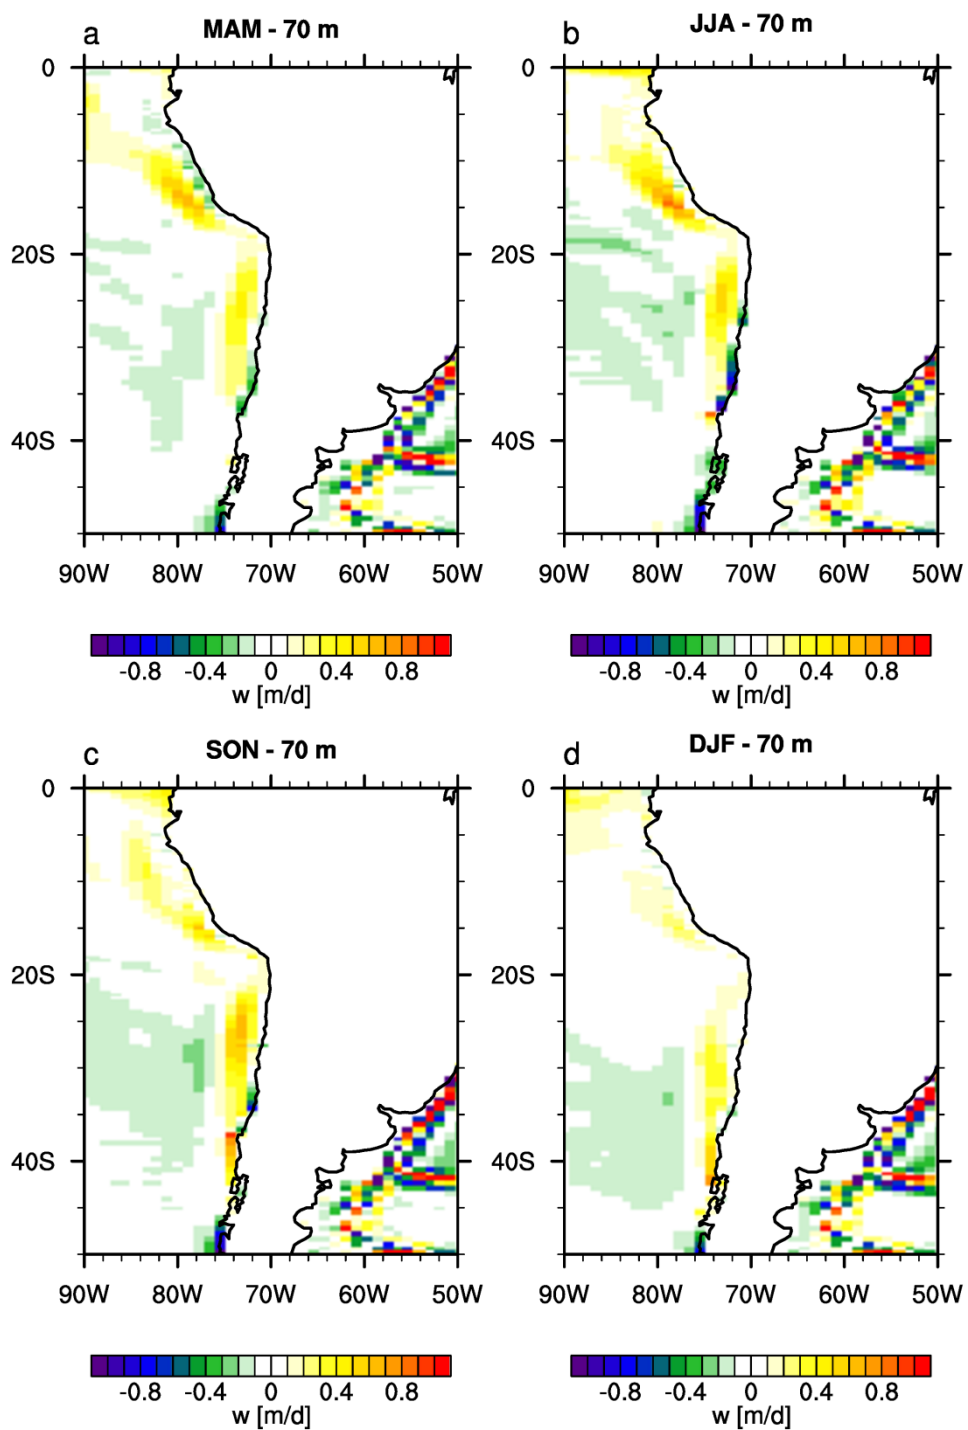 a MAM - 70 m
b JJA - 70 m
0
20S
40S
90W 80W 70W 60W 50W
0
20S
40S
90W 80W 70W 60W 50W
-0.8 -0.4 0 0.4 0.8
w [m/d]
-0.8 -0.4 0 0.4 0.8
w [m/d]
c SON - 70 m
d DJF - 70 m
0
20S
40S
90W 80W 70W 60W 50W
0
20S
40S
90W 80W 70W 60W 50W
-0.8 -0.4 0 0.4 0.8
w [m/d]
-0.8 -0.4 0 0.4 0.8
w [m/d]